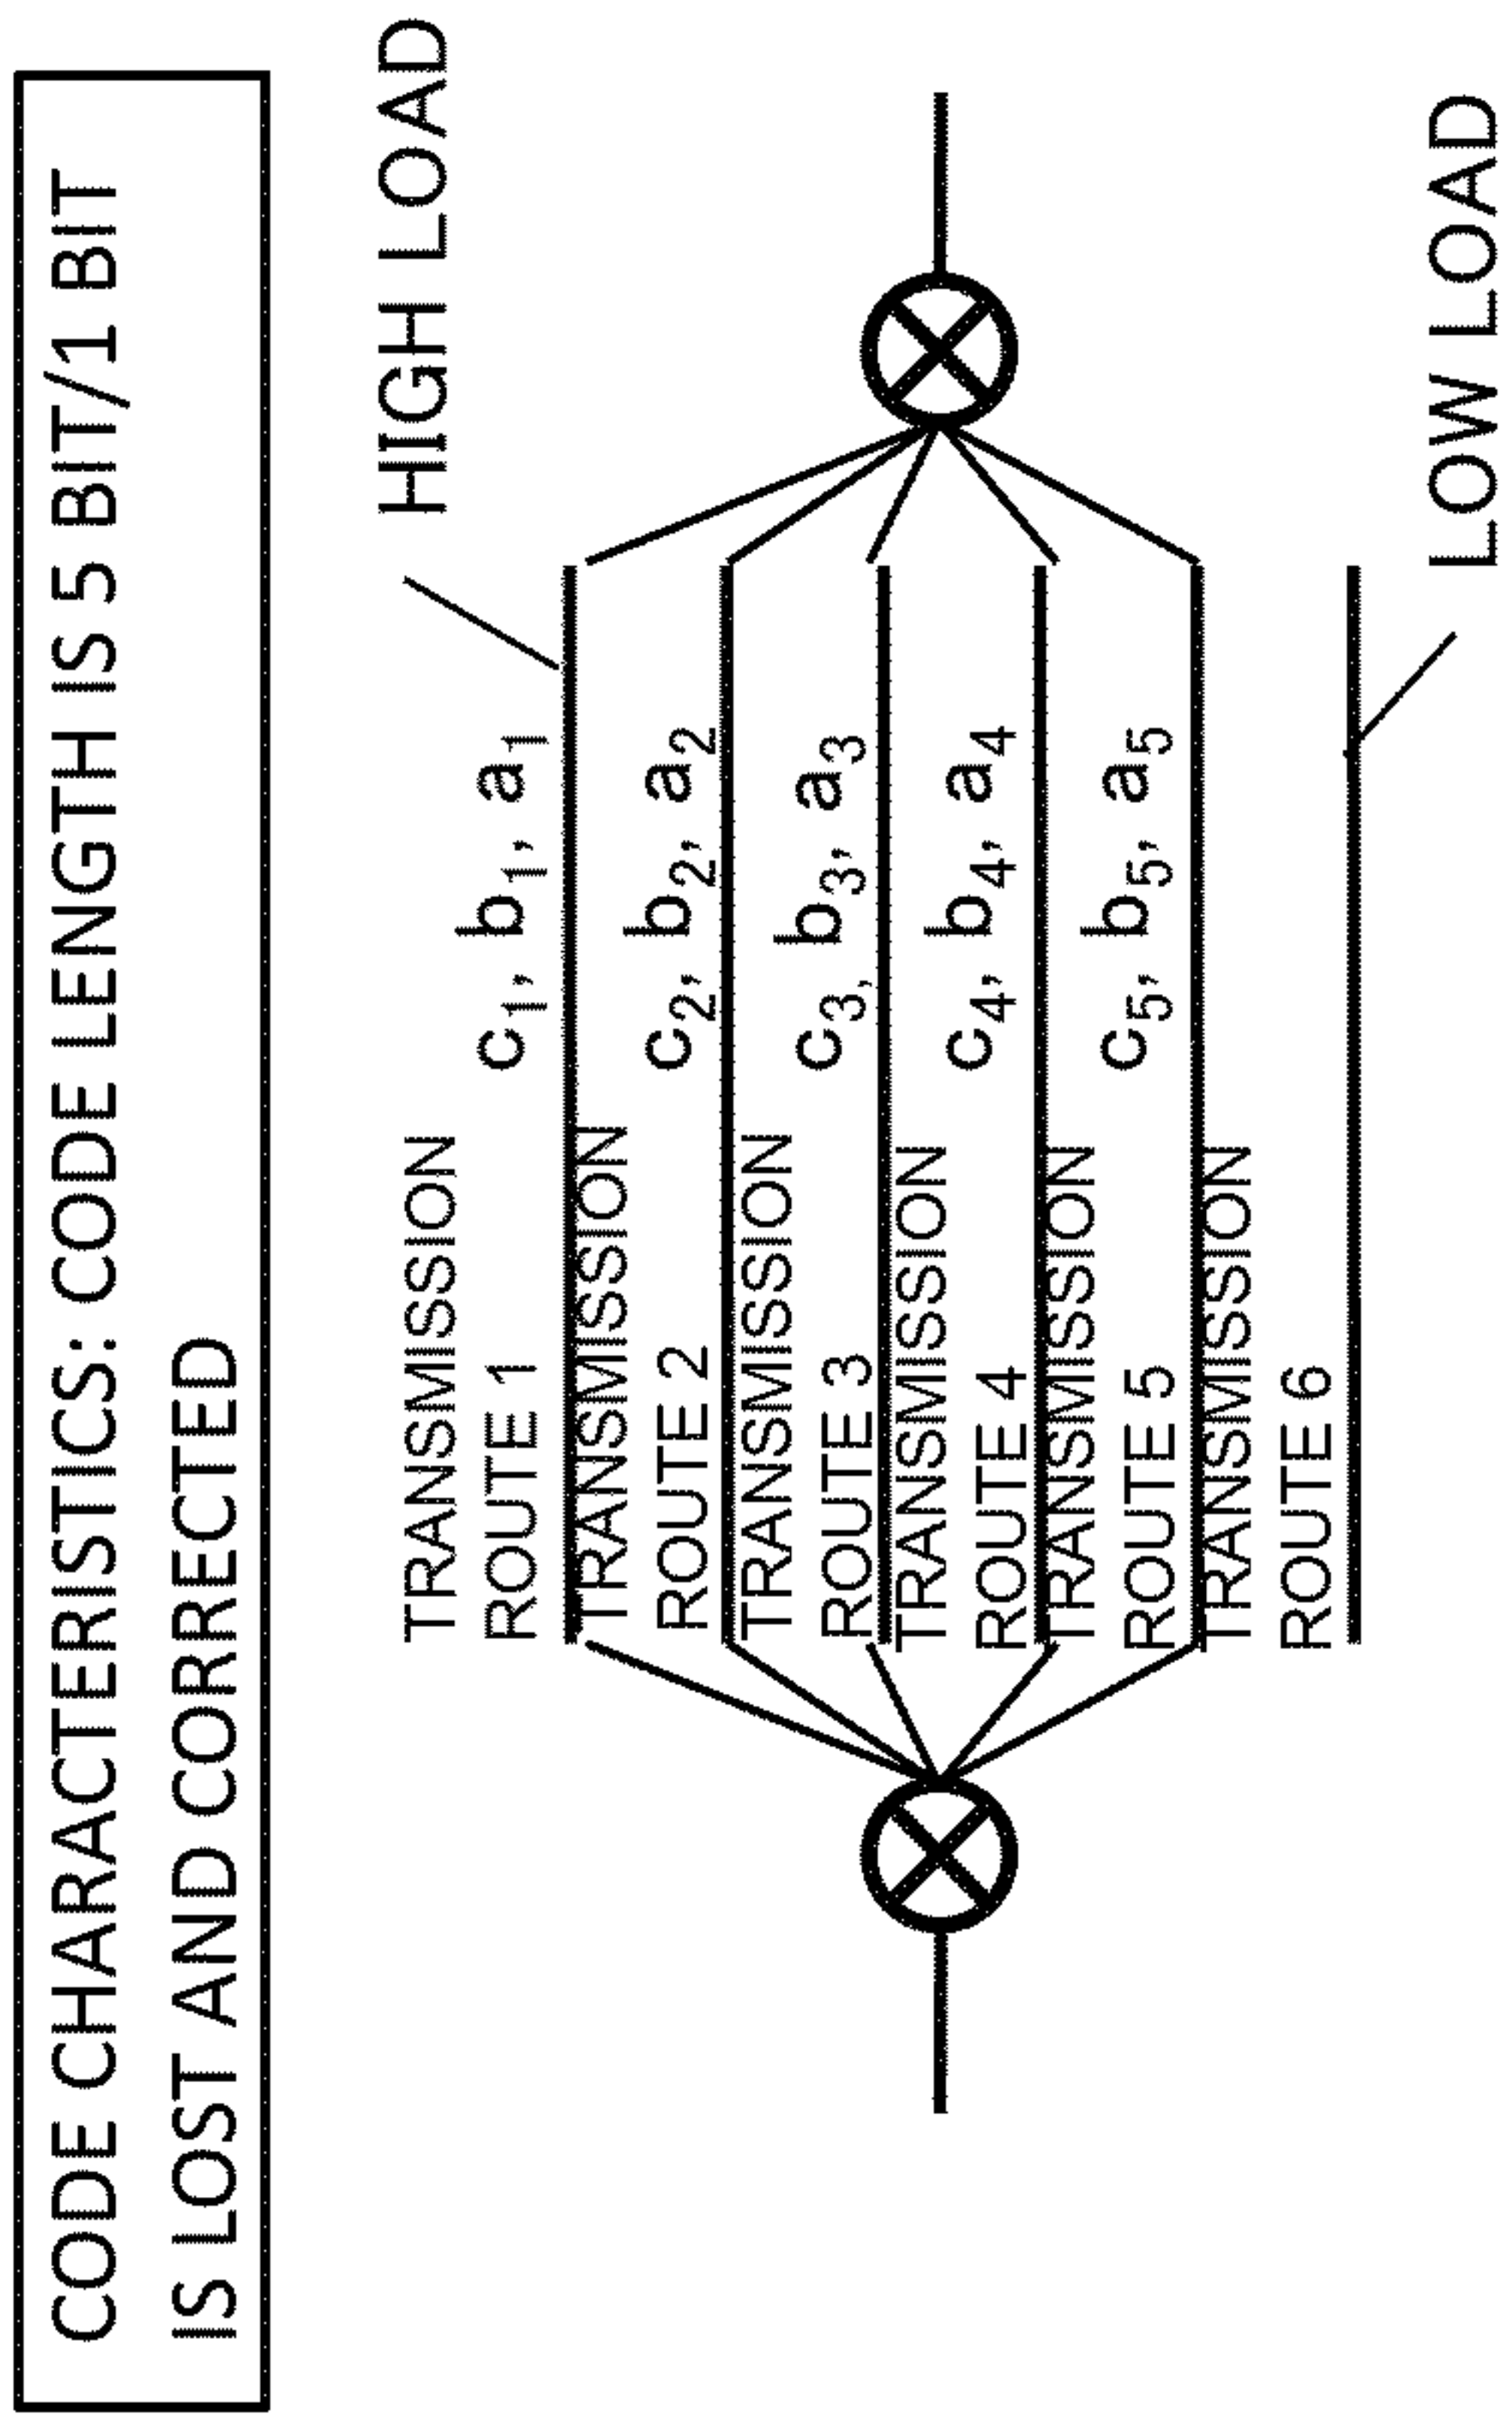 CODE CHARACTERISTICS: CODE LENGTH IS 5 BIT/1 BIT
IS LOST AND CORRECTED
HIGH LOAD
TRANSMISSION
ROUTE 1
c₁, b₁, a₁
TRANSMISSION
ROUTE 2
c₂, b₂, a₂
TRANSMISSION
ROUTE 3
c₃, b₃, a₃
TRANSMISSION
ROUTE 4
c₄, b₄, a₄
TRANSMISSION
ROUTE 5
c₅, b₅, a₅
TRANSMISSION
ROUTE 6
LOW LOAD